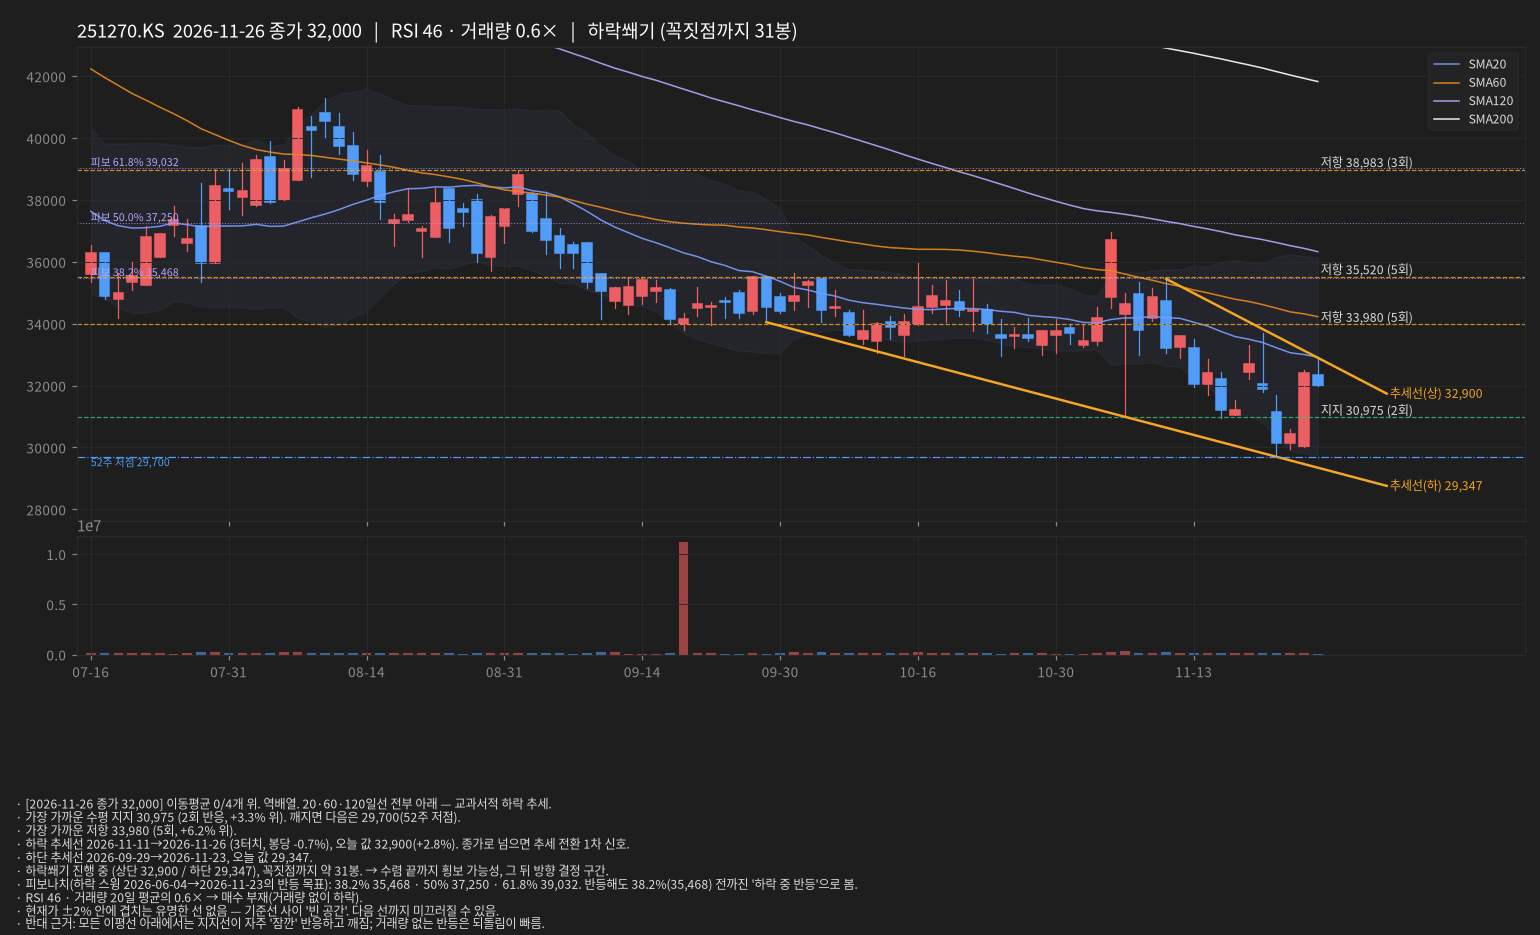 251270.KS 2026-11-26 종가 32,000 | RSI 46 · 거래량 0.6× | 하락쐐기 (꼭짓점까지 31봉)
SMA20
SMA60
SMA120
SMA200
42000
40000
38000
36000
34000
32000
30000
28000
피보 61.8% 39,032
저항 38,983 (3회)
피보 50.0% 37,250
피보 38.2% 35,468
저항 35,520 (5회)
저항 33,980 (5회)
추세선(상) 32,900
지지 30,975 (2회)
52주 저점 29,700
추세선(하) 29,347
1e7
1.0
0.5
0.0
07-16
07-31
08-14
08-31
09-14
09-30
10-16
10-30
11-13
· [2026-11-26 종가 32,000] 이동평균 0/4개 위. 역배열. 20·60·120일선 전부 아래 — 교과서적 하락 추세.
· 가장 가까운 수평 지지 30,975 (2회 반응, +3.3% 위). 깨지면 다음은 29,700(52주 저점).
· 가장 가까운 저항 33,980 (5회, +6.2% 위).
· 하락 추세선 2026-11-11→2026-11-26 (3터치, 봉당 -0.7%), 오늘 값 32,900(+2.8%). 종가로 넘으면 추세 전환 1차 신호.
· 하단 추세선 2026-09-29→2026-11-23, 오늘 값 29,347.
· 하락쐐기 진행 중 (상단 32,900 / 하단 29,347), 꼭짓점까지 약 31봉. → 수렴 끝까지 횡보 가능성, 그 뒤 방향 결정 구간.
· 피보나치(하락 스윙 2026-06-04→2026-11-23의 반등 목표): 38.2% 35,468 · 50% 37,250 · 61.8% 39,032. 반등해도 38.2%(35,468) 전까진 '하락 중 반등'으로 봄.
· RSI 46 · 거래량 20일 평균의 0.6× → 매수 부재(거래량 없이 하락).
· 현재가 ±2% 안에 겹치는 유명한 선 없음 — 기준선 사이 '빈 공간'. 다음 선까지 미끄러질 수 있음.
· 반대 근거: 모든 이평선 아래에서는 지지선이 자주 '잠깐' 반응하고 깨짐; 거래량 없는 반등은 되돌림이 빠름.